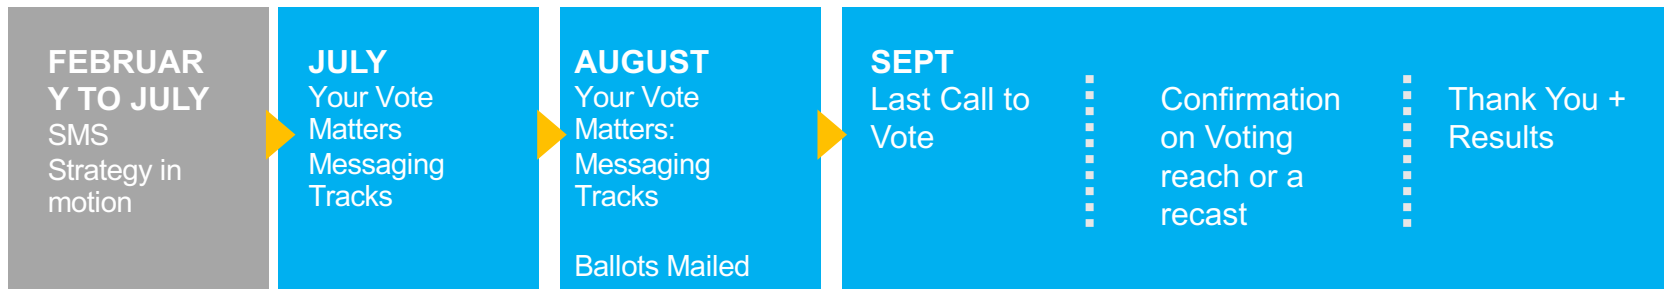 FEBRUAR
Y TO JULY
SMS
Strategy in
motion
JULY
Your Vote
Matters
Messaging
Tracks
AUGUST
Your Vote
Matters:
Messaging
Tracks
Ballots Mailed
SEPT
Last Call to
Vote
Confirmation
on Voting
reach or a
recast
Thank You +
Results